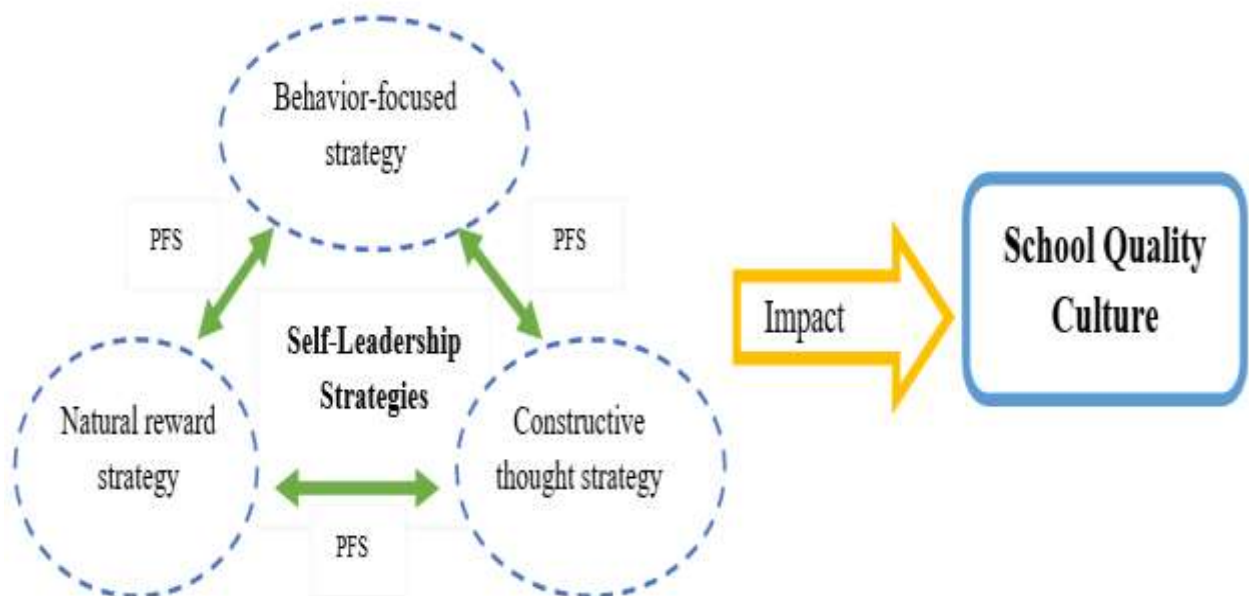 Behavior-focused
strategy
PFS
PFS
Self-Leadership
Strategies
Natural reward
strategy
Constructive
thought strategy
PFS
Impact
School Quality
Culture